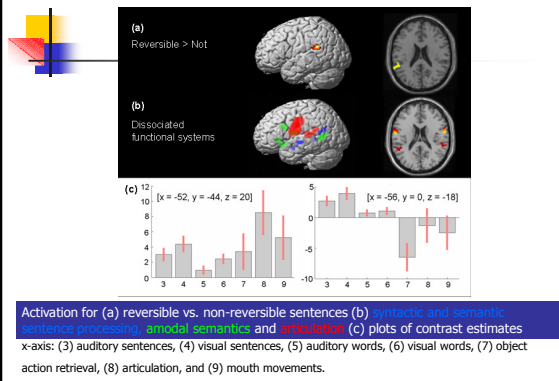 (a)
Reversible > Not
(b)
Dissociated
functional systems
(c)
12
10
8
6
4
2
0
[x = -52, y = -44, z = 20]
3 4 5 6 7 8 9
5
0
-5
-10
[x = -56, y = 0, z = -18]
3 4 5 6 7 8 9
Activation for (a) reversible vs. non-reversible sentences (b) syntactic and semantic
sentence processing, amodal semantics and articulation (c) plots of contrast estimates
x-axis: (3) auditory sentences, (4) visual sentences, (5) auditory words, (6) visual words, (7) object
action retrieval, (8) articulation, and (9) mouth movements.